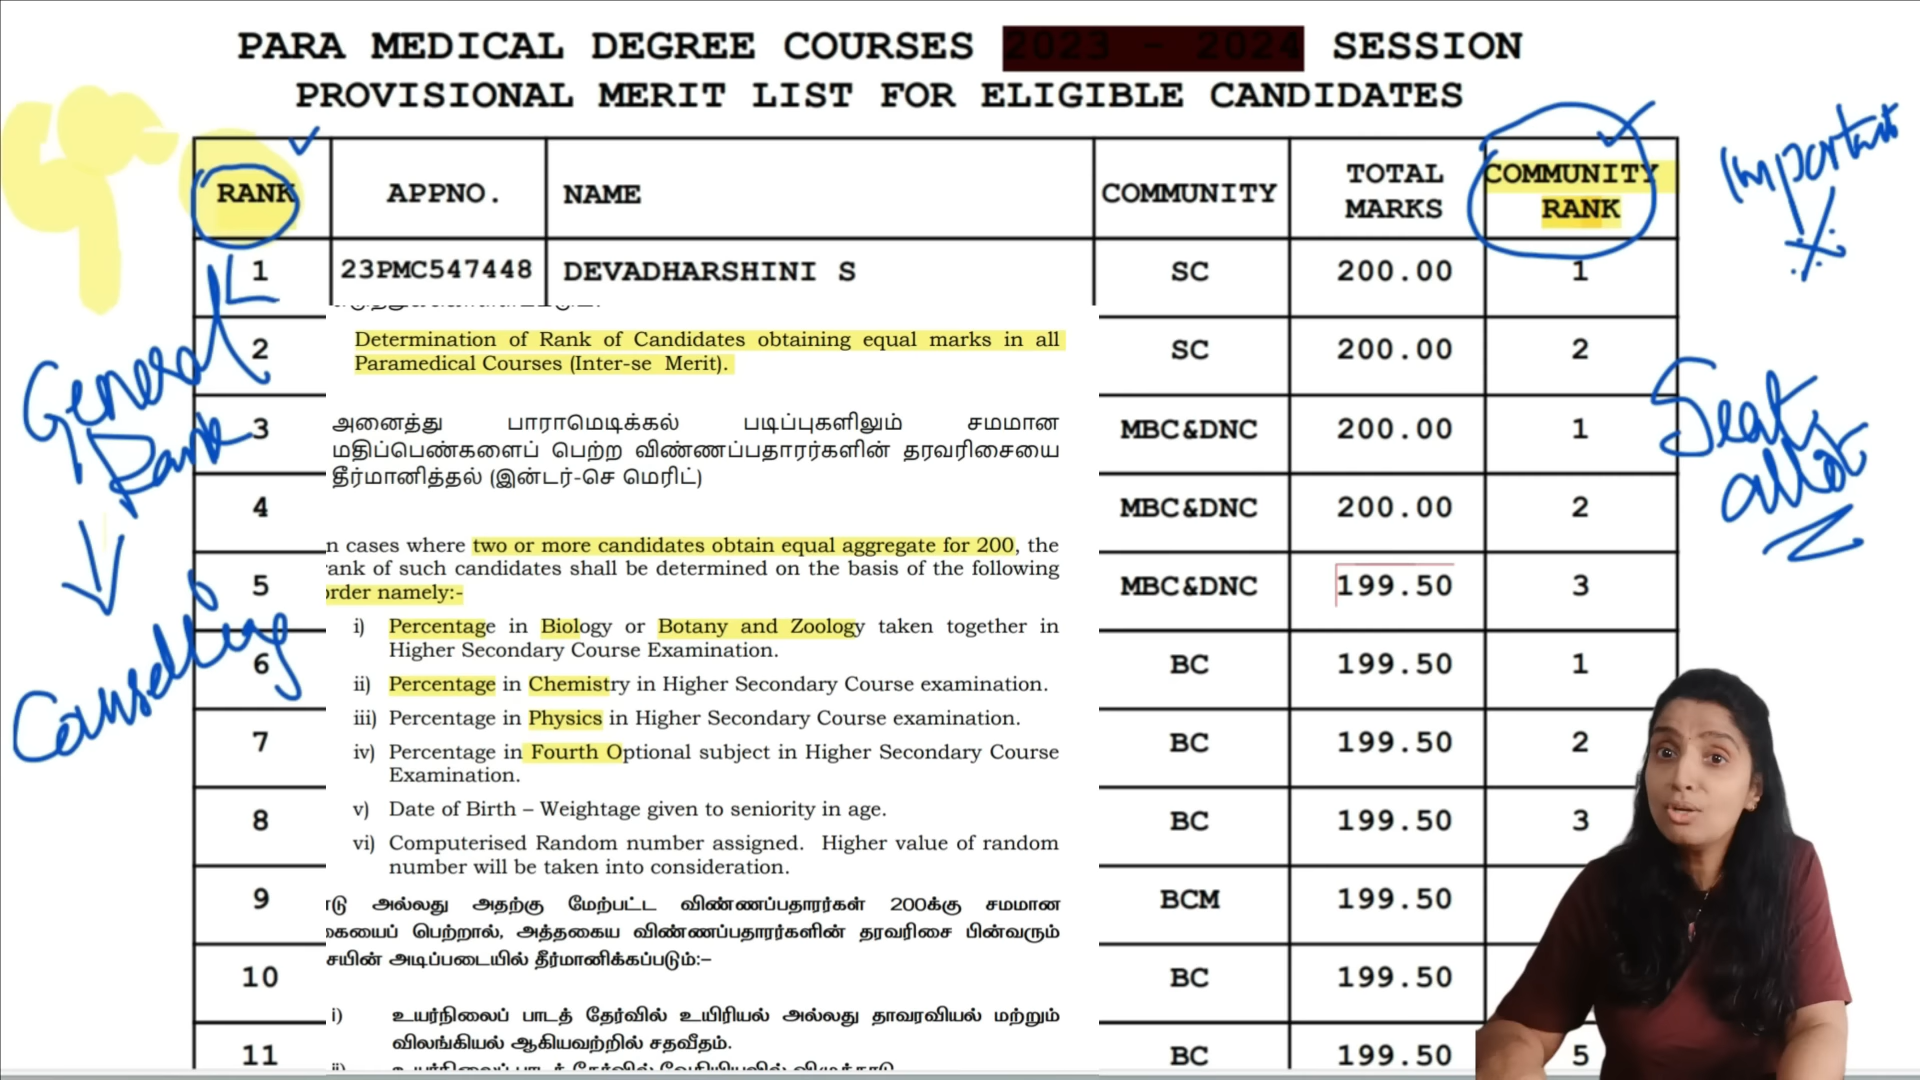 PARA MEDICAL DEGREE COURSES 2023 - 2024 SESSION
PROVISIONAL MERIT LIST FOR ELIGIBLE CANDIDATES
RANK APPNO. NAME COMMUNITY TOTAL MARKS COMMUNITY RANK
1 23PMC547448 DEVADHARSHINI S SC 200.00 1
2 SC 200.00 2
3 MBC&DNC 200.00 1
4 MBC&DNC 200.00 2
5 MBC&DNC 199.50 3
6 BC 199.50 1
7 BC 199.50 2
8 BC 199.50 3
9 BCM 199.50
10 BC 199.50
11 BC 199.50 5
Determination of Rank of Candidates obtaining equal marks in all
Paramedical Courses (Inter-se Merit).
அனைத்து பாராமெடிக்கல் படிப்புகளிலும் சமமான
மதிப்பெண்களைப் பெற்ற விண்ணப்பதாரர்களின் தரவரிசையை
தீர்மானித்தல் (இன்டர்-செ மெரிட்)
n cases where two or more candidates obtain equal aggregate for 200, the
ank of such candidates shall be determined on the basis of the following
rder namely:-
i) Percentage in Biology or Botany and Zoology taken together in
Higher Secondary Course Examination.
ii) Percentage in Chemistry in Higher Secondary Course examination.
iii) Percentage in Physics in Higher Secondary Course examination.
iv) Percentage in Fourth Optional subject in Higher Secondary Course
Examination.
v) Date of Birth – Weightage given to seniority in age.
vi) Computerised Random number assigned. Higher value of random
number will be taken into consideration.
டு அல்லது அதற்கு மேற்பட்ட விண்ணப்பதாரர்கள் 200க்கு சமமான
கையைப் பெற்றால், அத்தகைய விண்ணப்பதாரர்களின் தரவரிசை பின்வரும்
சையின் அடிப்படையில் தீர்மானிக்கப்படும்:–
i) உயர்நிலைப் பாடத் தேர்வில் உயிரியல் அல்லது தாவரவியல் மற்றும்
விலங்கியல் ஆகியவற்றில் சதவீதம்.
General
Rank
Counselling
Important
Seat
allot